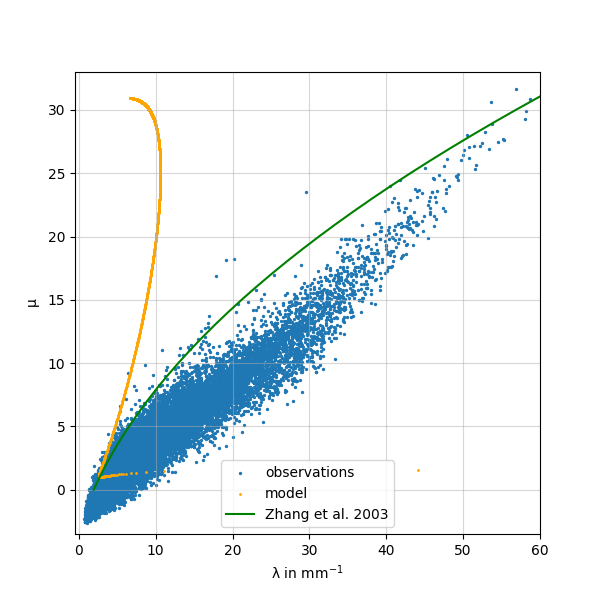 30
25
20
15
10
5
0
μ
observations
model
Zhang et al. 2003
0 10 20 30 40 50 60
λ in mm⁻¹